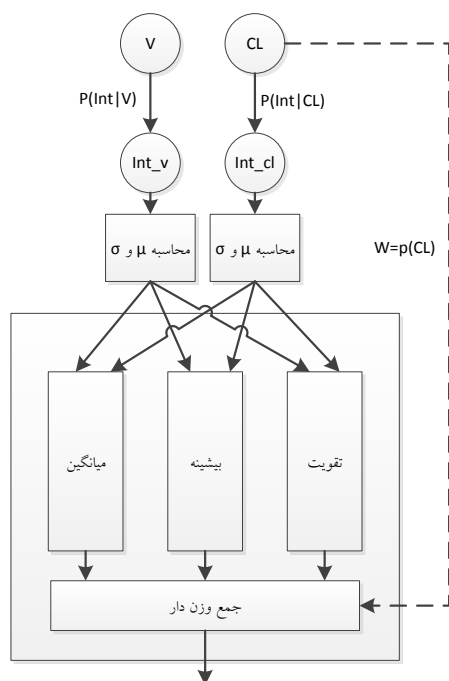 V
CL
P(Int|V)
P(Int|CL)
Int_v
Int_cl
محاسبه µ و σ
محاسبه µ و σ
W=p(CL)
میانگین
بیشینه
تقویت
جمع وزن دار